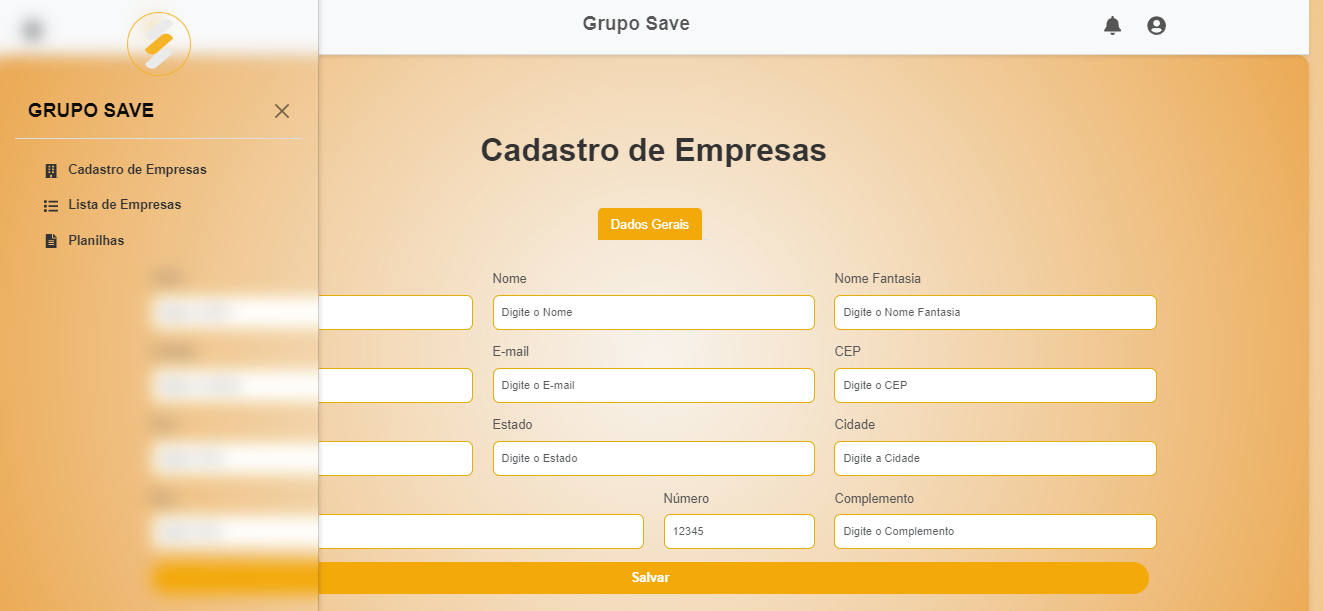 Grupo Save
GRUPO SAVE
Cadastro de Empresas
Lista de Empresas
Planilhas
Cadastro de Empresas
Dados Gerais
Nome
Nome Fantasia
Digite o Nome
Digite o Nome Fantasia
E-mail
CEP
Digite o E-mail
Digite o CEP
Estado
Cidade
Digite o Estado
Digite a Cidade
Número
Complemento
12345
Digite o Complemento
Salvar